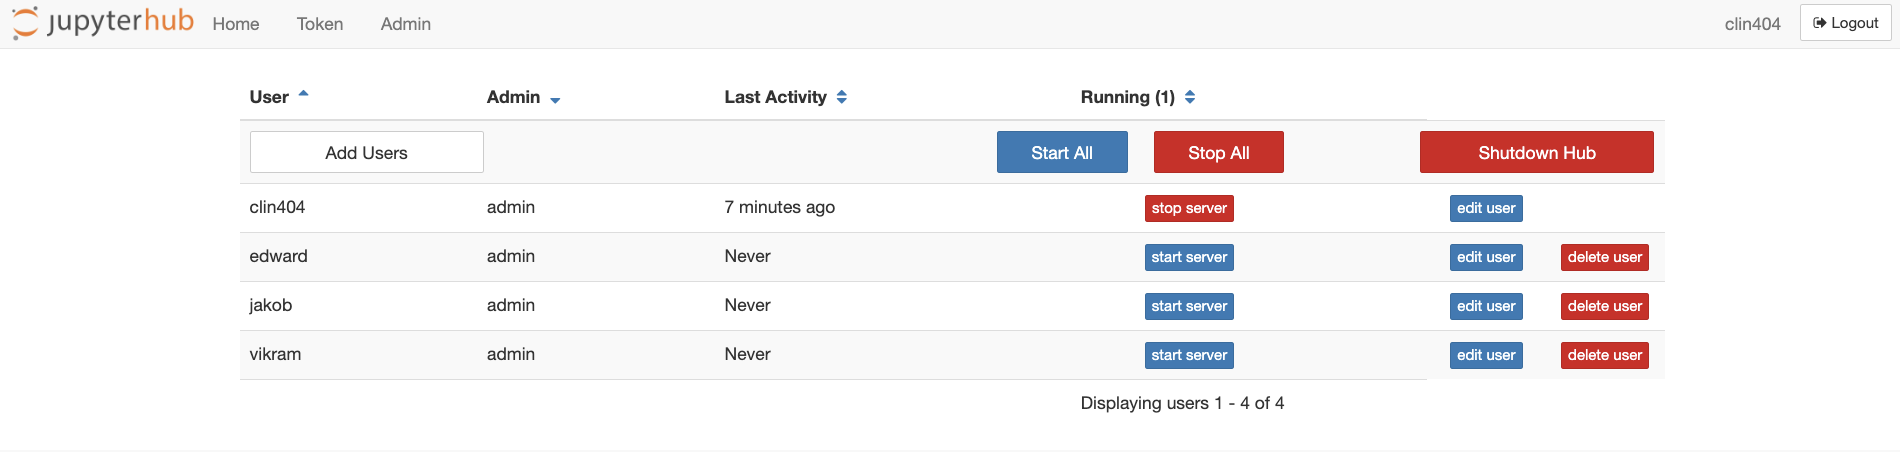 jupyterhub Home Token Admin clin404 Logout
User Admin Last Activity Running (1)
Add Users Start All Stop All Shutdown Hub
clin404 admin 7 minutes ago stop server edit user
edward admin Never start server edit user delete user
jakob admin Never start server edit user delete user
vikram admin Never start server edit user delete user
Displaying users 1 - 4 of 4